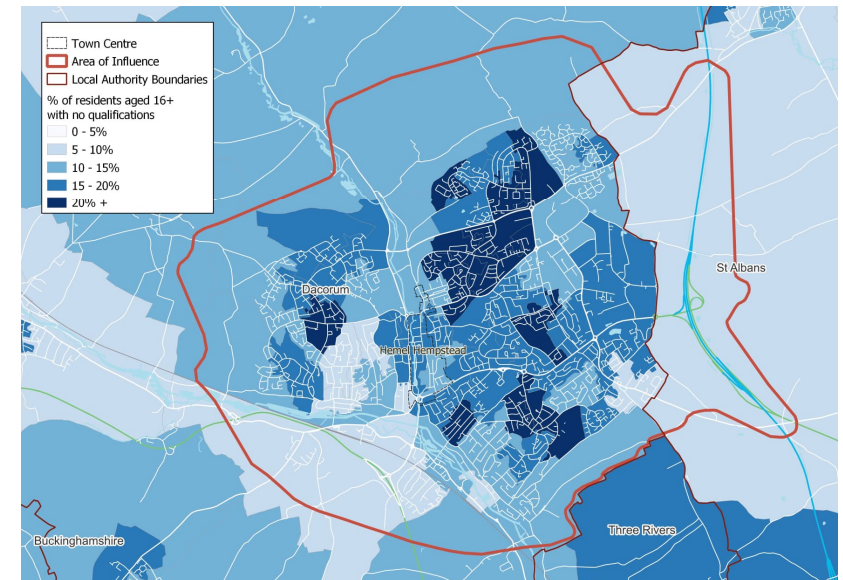 Town Centre
Area of Influence
Local Authority Boundaries
% of residents aged 16+
with no qualifications
0 - 5%
5 - 10%
10 - 15%
15 - 20%
20% +
St Albans
Dacorum
Hemel Hempstead
Three Rivers
Buckinghamshire